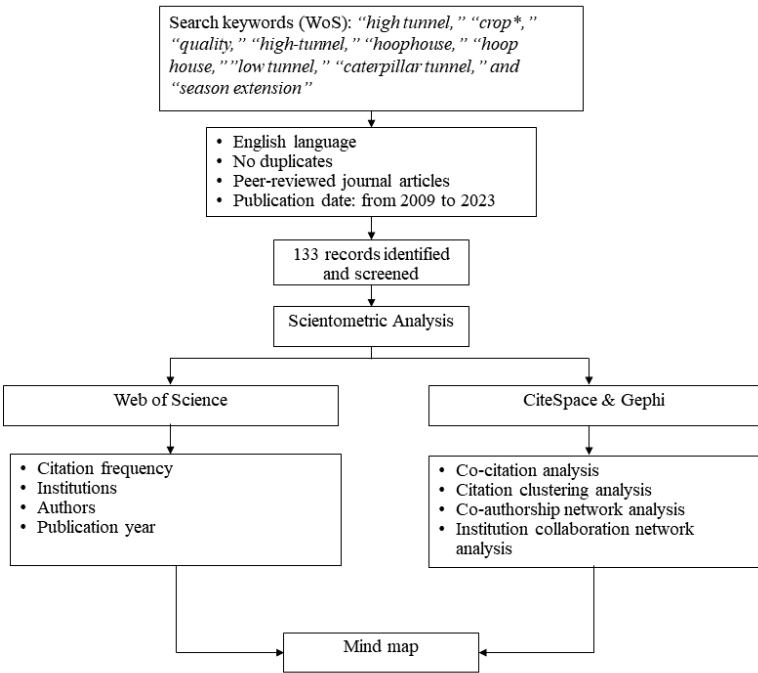 Search keywords (WoS): “high tunnel,” “crop*,”
“quality,” “high-tunnel,” “hoophouse,” “hoop
house,””low tunnel,” “caterpillar tunnel,” and
“season extension”
• English language
• No duplicates
• Peer-reviewed journal articles
• Publication date: from 2009 to 2023
133 records identified
and screened
Scientometric Analysis
Web of Science
• Citation frequency
• Institutions
• Authors
• Publication year
CiteSpace & Gephi
• Co-citation analysis
• Citation clustering analysis
• Co-authorship network analysis
• Institution collaboration network
analysis
Mind map